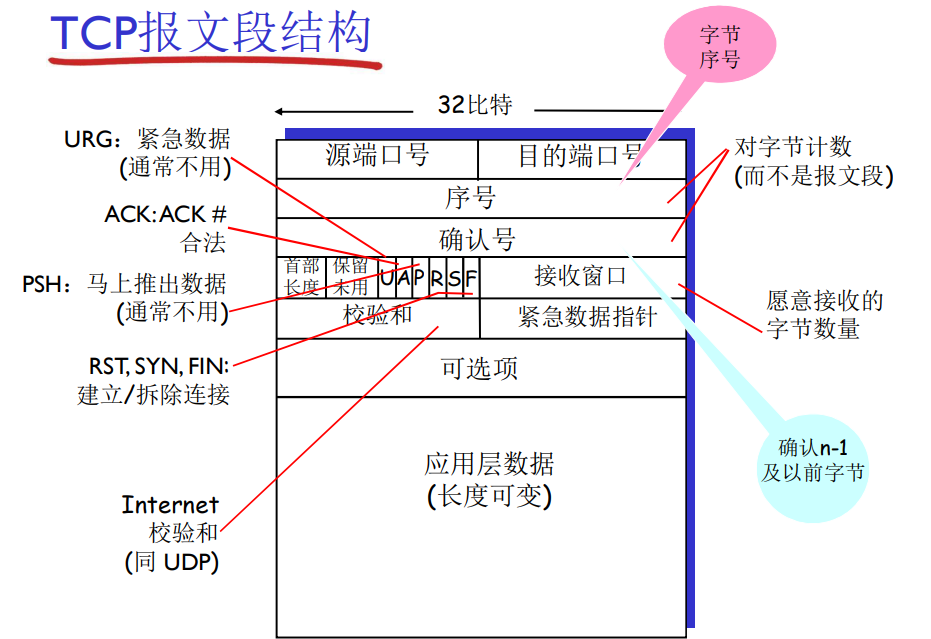 TCP报文段结构
字节
序号
32比特
URG：紧急数据
(通常不用)
ACK:ACK #
合法
PSH：马上推出数据
(通常不用)
RST, SYN, FIN:
建立/拆除连接
Internet
校验和
(同 UDP)
源端口号
目的端口号
序号
确认号
首部
长度
保留
未用
U
A
P
R
S
F
接收窗口
校验和
紧急数据指针
可选项
应用层数据
(长度可变)
对字节计数
(而不是报文段)
愿意接收的
字节数量
确认n-1
及以前字节